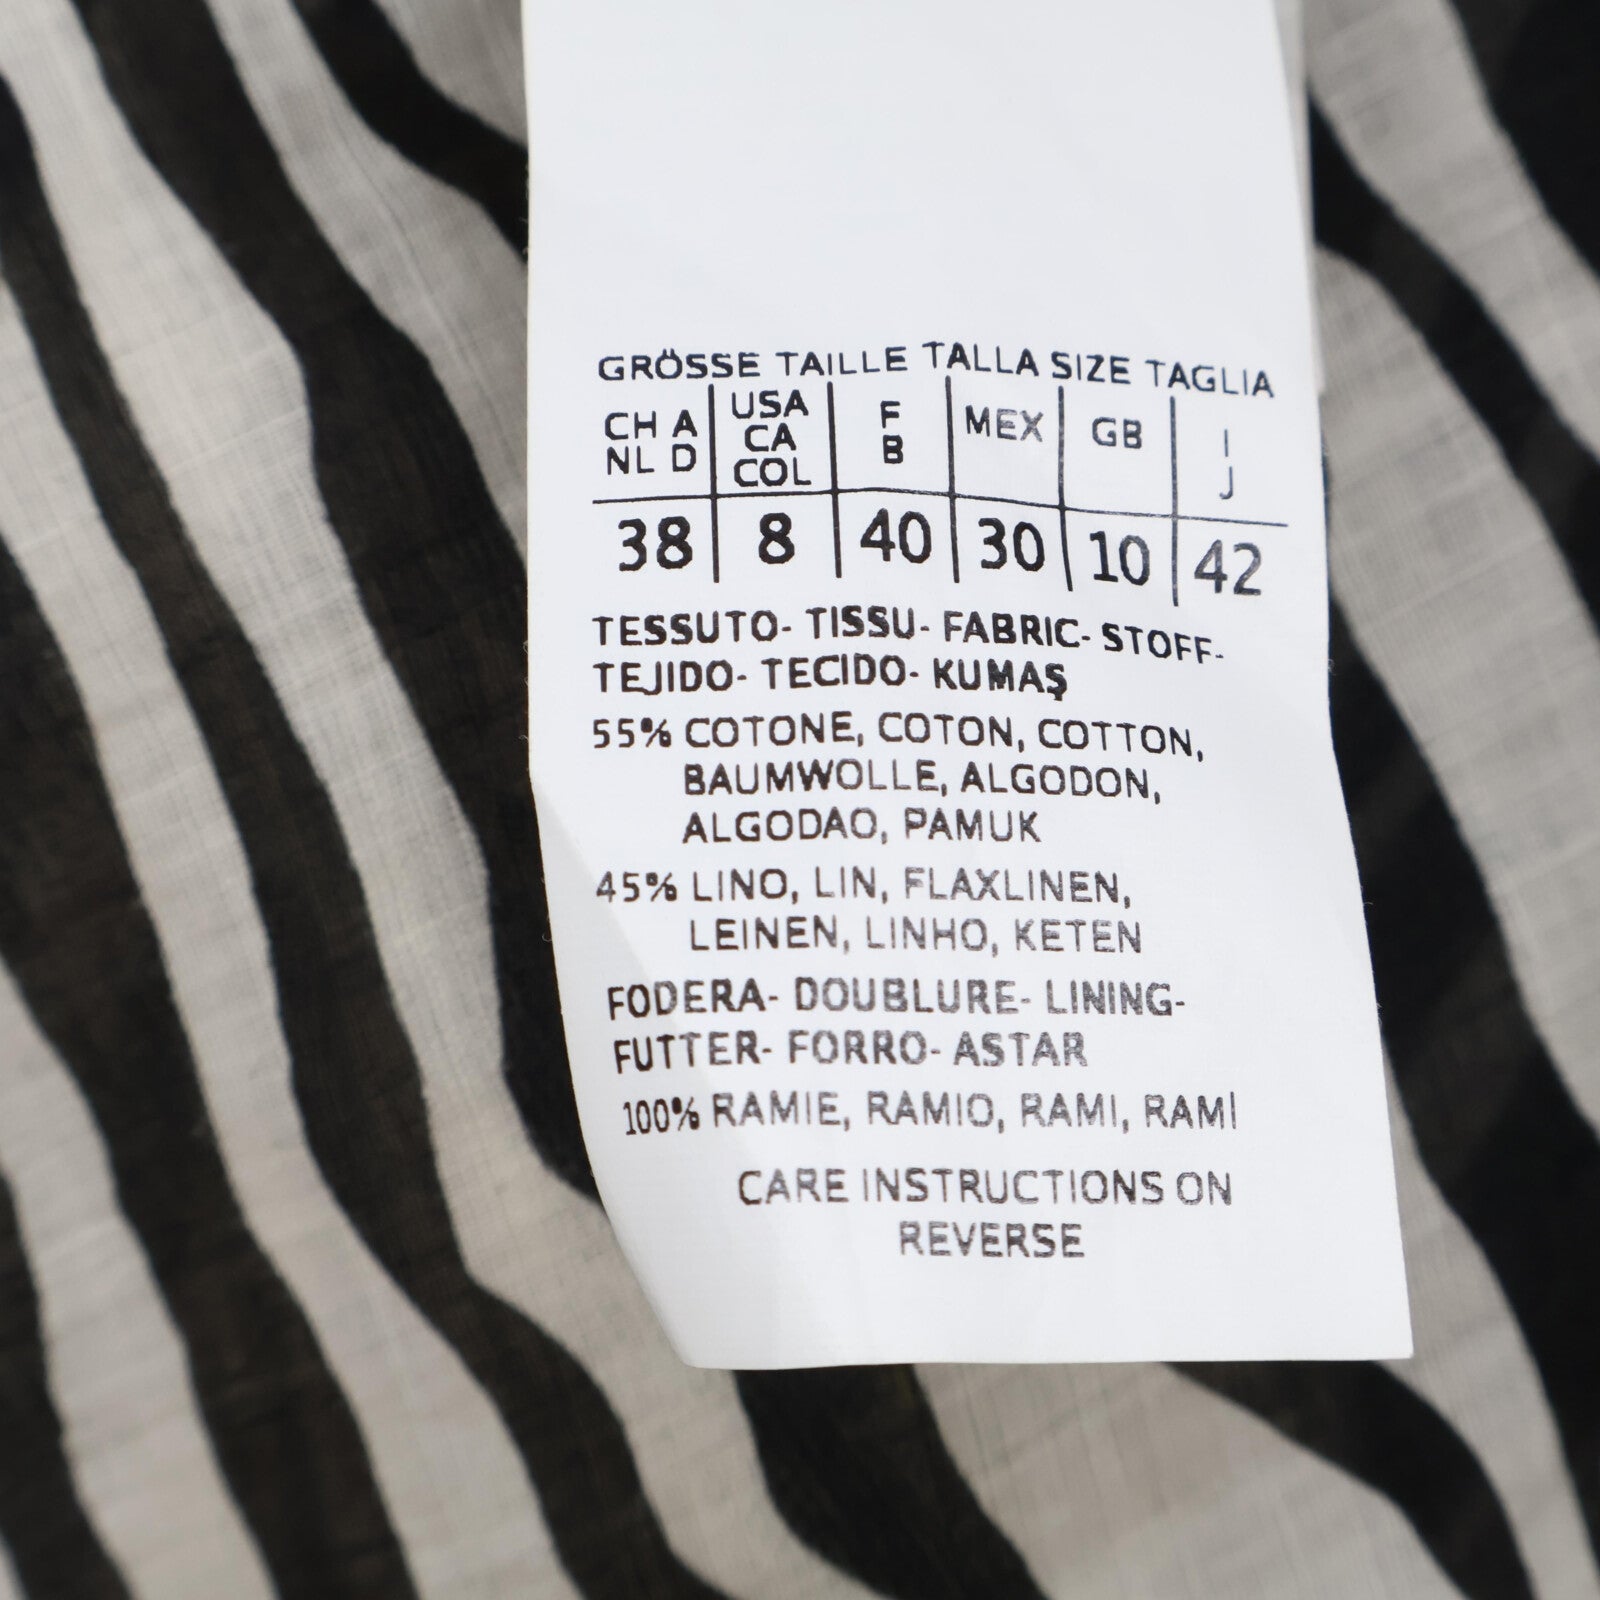 GRÖSSE TAILLE TALLA SIZE TAGLIA
CH A NL D | USA CA COL | F B | MEX | GB | I J
38 | 8 | 40 | 30 | 10 | 42
TESSUTO- TISSU- FABRIC- STOFF-
TEJIDO- TECIDO- KUMAŞ
55% COTONE, COTON, COTTON,
BAUMWOLLE, ALGODON,
ALGODAO, PAMUK
45% LINO, LIN, FLAXLINEN,
LEINEN, LINHO, KETEN
FODERA- DOUBLURE- LINING-
FUTTER- FORRO- ASTAR
100% RAMIE, RAMIO, RAMI, RAMİ
CARE INSTRUCTIONS ON
REVERSE